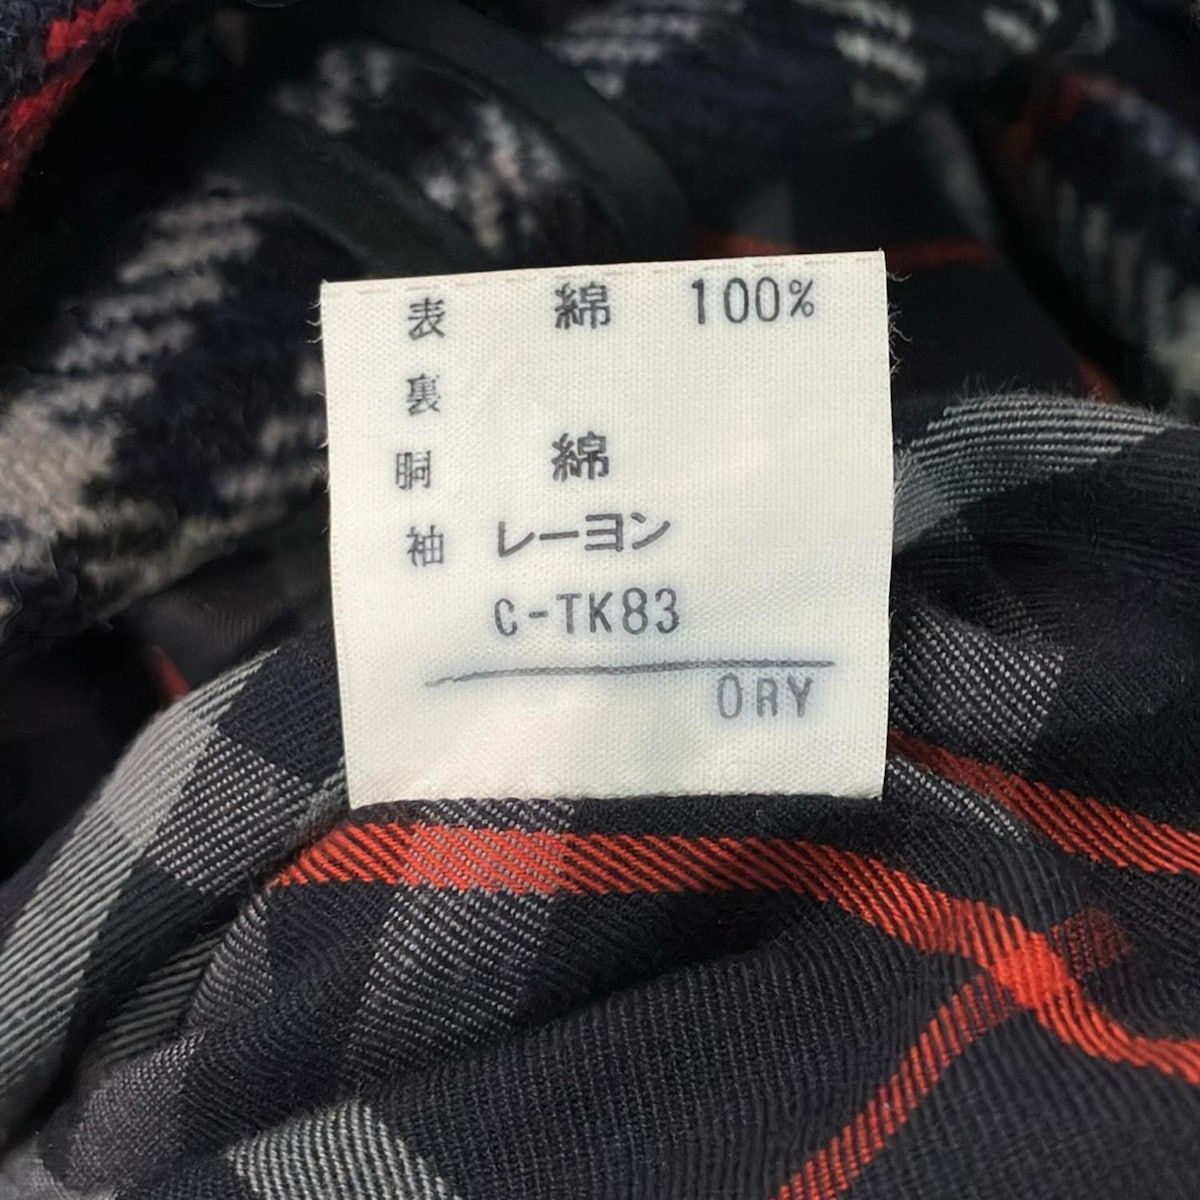 表 綿 100%
裏
胴 綿
袖 レーヨン
C-TK83
ORY